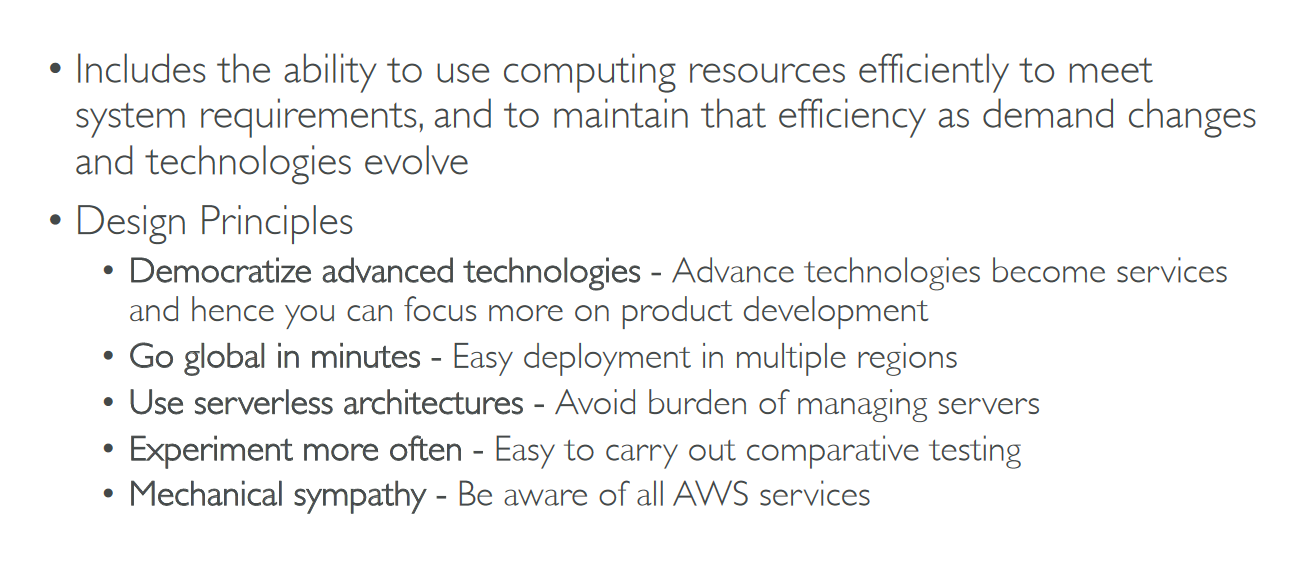 • Includes the ability to use computing resources efficiently to meet
system requirements, and to maintain that efficiency as demand changes
and technologies evolve
• Design Principles
• Democratize advanced technologies - Advance technologies become services
and hence you can focus more on product development
• Go global in minutes - Easy deployment in multiple regions
• Use serverless architectures - Avoid burden of managing servers
• Experiment more often - Easy to carry out comparative testing
• Mechanical sympathy - Be aware of all AWS services